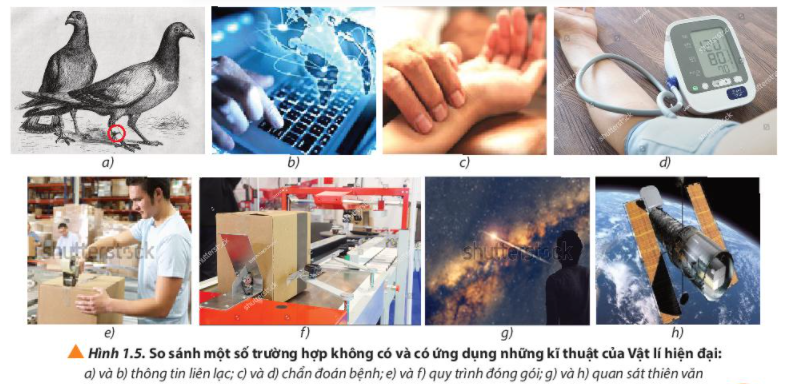 a)
b)
c)
d)
shutterstock
e)
f)
g)
h)
Hình 1.5. So sánh một số trường hợp không có và có ứng dụng những kĩ thuật của Vật lí hiện đại:
a) và b) thông tin liên lạc; c) và d) chẩn đoán bệnh; e) và f) quy trình đóng gói; g) và h) quan sát thiên văn